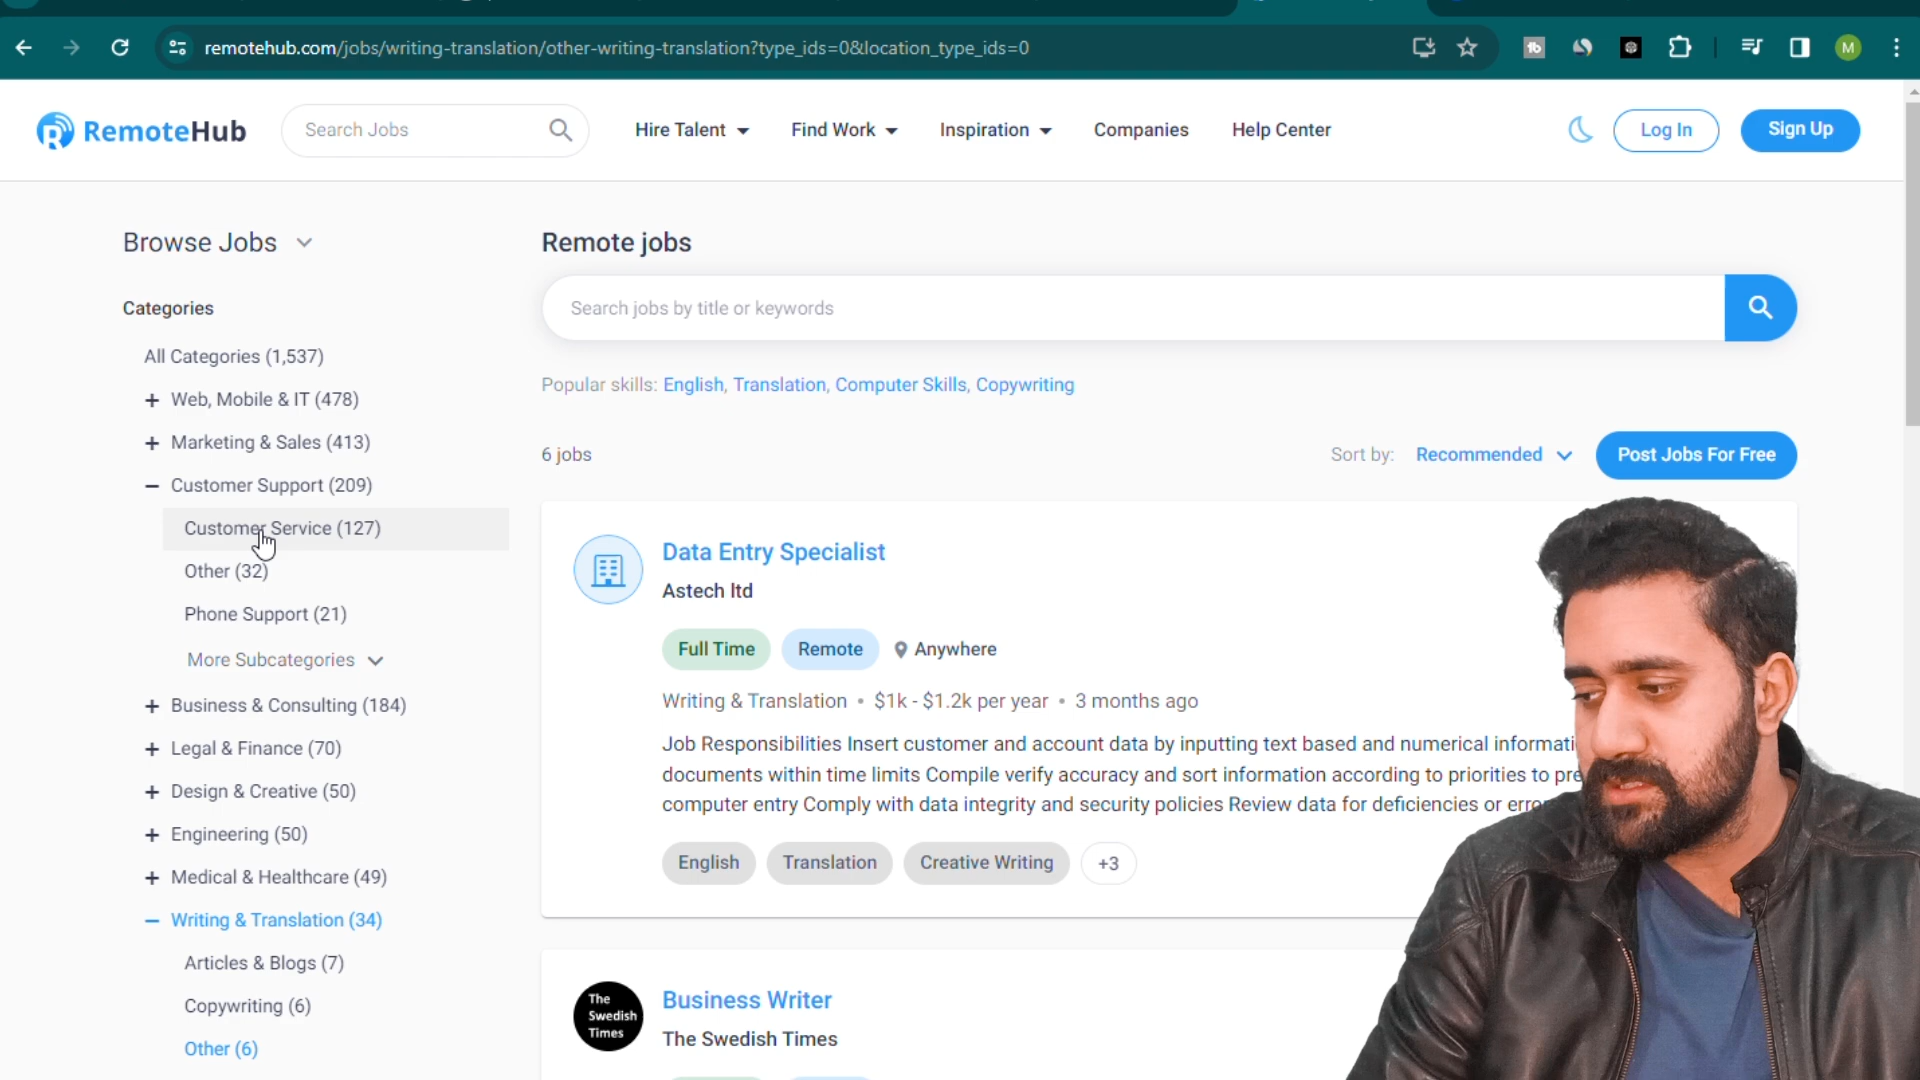 remotehub.com/jobs/writing-translation/other-writing-translation?type_ids=0&location_type_ids=0
M
RemoteHub
Search Jobs
Hire Talent
Find Work
Inspiration
Companies
Help Center
Log In
Sign Up
Browse Jobs
Categories
All Categories (1,537)
+ Web, Mobile & IT (478)
+ Marketing & Sales (413)
− Customer Support (209)
Customer Service (127)
Other (32)
Phone Support (21)
More Subcategories
+ Business & Consulting (184)
+ Legal & Finance (70)
+ Design & Creative (50)
+ Engineering (50)
+ Medical & Healthcare (49)
− Writing & Translation (34)
Articles & Blogs (7)
Copywriting (6)
Other (6)
Remote jobs
Search jobs by title or keywords
Popular skills: English, Translation, Computer Skills, Copywriting
6 jobs
Sort by: Recommended
Post Jobs For Free
Data Entry Specialist
Astech ltd
Full Time Remote Anywhere
Writing & Translation • $1k - $1.2k per year • 3 months ago
Job Responsibilities Insert customer and account data by inputting text based and numerical informati
documents within time limits Compile verify accuracy and sort information according to priorities to pre
computer entry Comply with data integrity and security policies Review data for deficiencies or error
English Translation Creative Writing +3
The
Swedish
Times
Business Writer
The Swedish Times